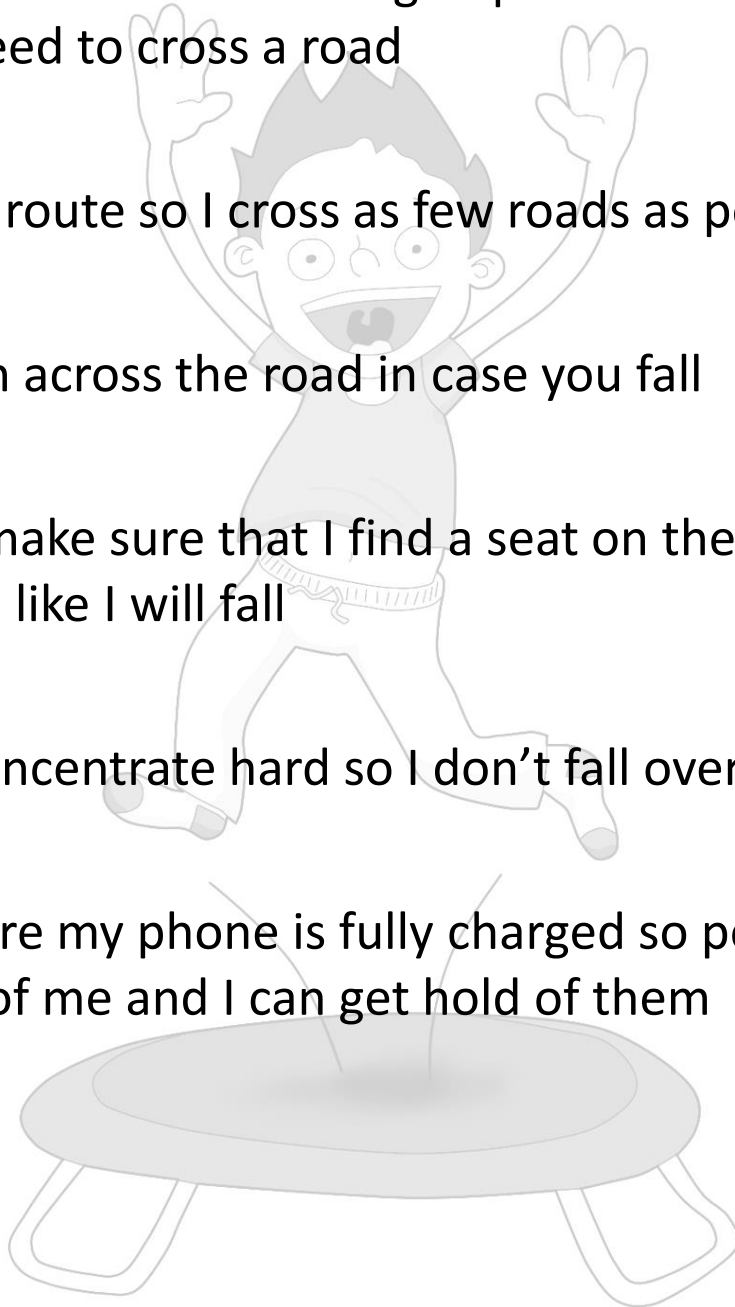 eed to cross a road
route so I cross as few roads as
across the road in case you fall
make sure that I find a seat on the
like I will fall
ncentrate hard so I don’t fall over
re my phone is fully charged so
of me and I can get hold of them